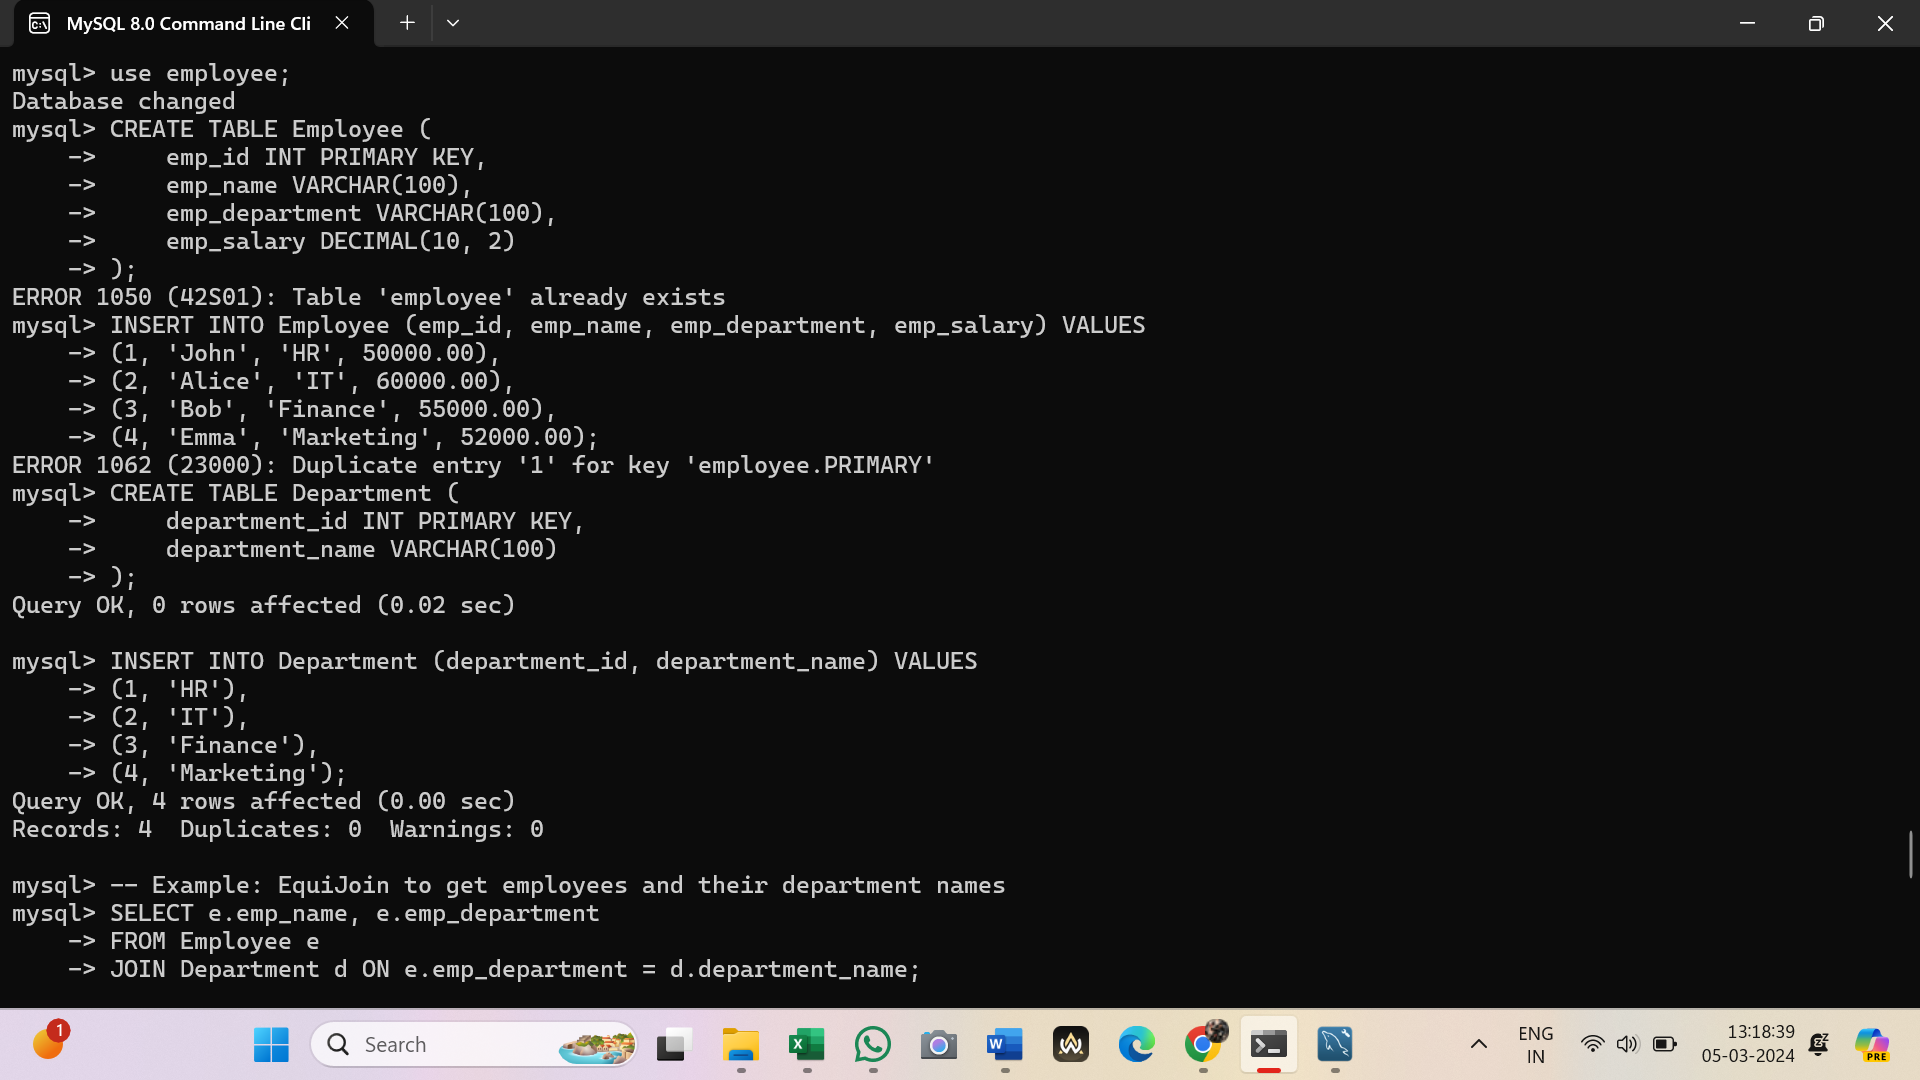 MySQL 8.0 Command Line Cli
mysql> use employee;
Database changed
mysql> CREATE TABLE Employee (
    ->     emp_id INT PRIMARY KEY,
    ->     emp_name VARCHAR(100),
    ->     emp_department VARCHAR(100),
    ->     emp_salary DECIMAL(10, 2)
    -> );
ERROR 1050 (42S01): Table 'employee' already exists
mysql> INSERT INTO Employee (emp_id, emp_name, emp_department, emp_salary) VALUES
    -> (1, 'John', 'HR', 50000.00),
    -> (2, 'Alice', 'IT', 60000.00),
    -> (3, 'Bob', 'Finance', 55000.00),
    -> (4, 'Emma', 'Marketing', 52000.00);
ERROR 1062 (23000): Duplicate entry '1' for key 'employee.PRIMARY'
mysql> CREATE TABLE Department (
    ->     department_id INT PRIMARY KEY,
    ->     department_name VARCHAR(100)
    -> );
Query OK, 0 rows affected (0.02 sec)
mysql> INSERT INTO Department (department_id, department_name) VALUES
    -> (1, 'HR'),
    -> (2, 'IT'),
    -> (3, 'Finance'),
    -> (4, 'Marketing');
Query OK, 4 rows affected (0.00 sec)
Records: 4  Duplicates: 0  Warnings: 0
mysql> -- Example: EquiJoin to get employees and their department names
mysql> SELECT e.emp_name, e.emp_department
    -> FROM Employee e
    -> JOIN Department d ON e.emp_department = d.department_name;
1
Search
ENG
IN
13:18:39
05-03-2024
PRE